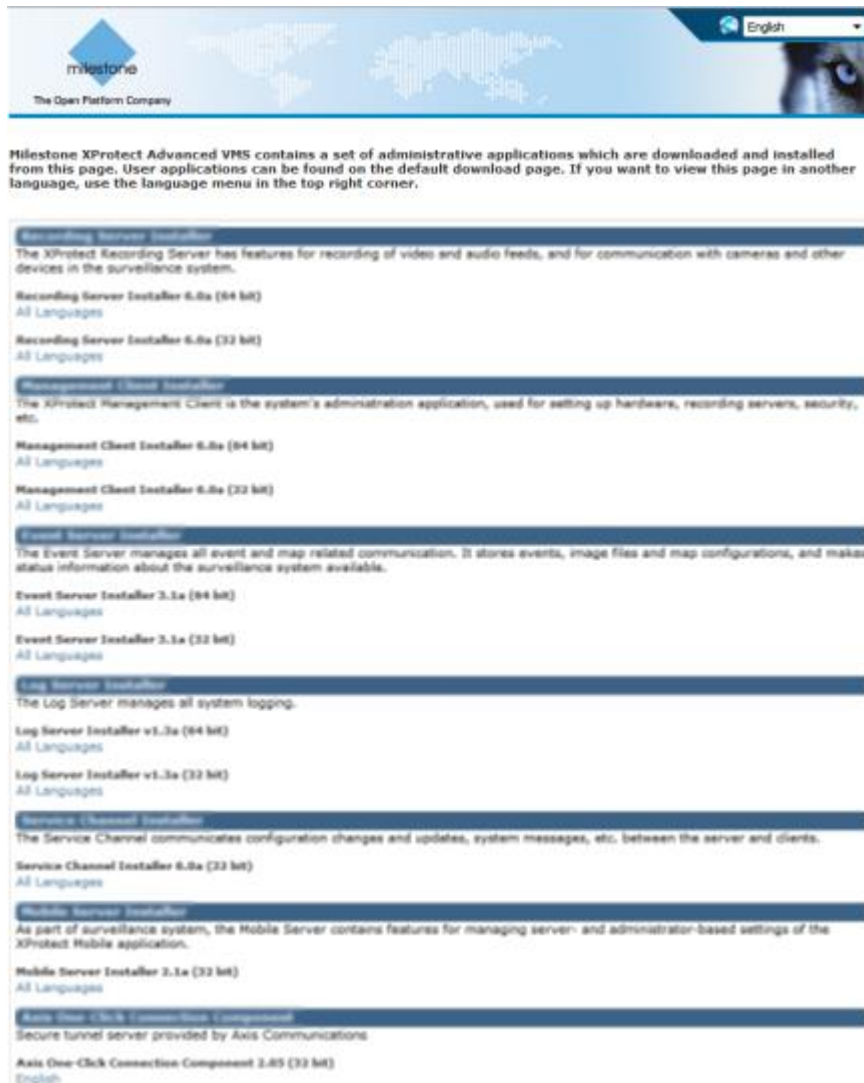 English
milestone
The Open Platform Company
Milestone XProtect Advanced VMS contains a set of administrative applications which are downloaded and installed
from this page. User applications can be found on the default download page. If you want to view this page in another
language, use the language menu in the top right corner.
Recording Server Installer
The XProtect Recording Server has features for recording of video and audio feeds, and for communication with cameras and other
devices in the surveillance system.
Recording Server Installer 6.0a (64 bit)
All Languages
Recording Server Installer 6.0a (32 bit)
All Languages
Management Client Installer
The XProtect Management Client is the system's administration application, used for setting up hardware, recording servers, security,
etc.
Management Client Installer 6.0a (64 bit)
All Languages
Management Client Installer 6.0a (32 bit)
All Languages
Event Server Installer
The Event Server manages all event and map related communication. It stores events, image files and map configurations, and makes
status information about the surveillance system available.
Event Server Installer 3.1a (64 bit)
All Languages
Event Server Installer 3.1a (32 bit)
All Languages
Log Server Installer
The Log Server manages all system logging.
Log Server Installer v1.3a (64 bit)
All Languages
Log Server Installer v1.3a (32 bit)
All Languages
Service Channel Installer
The Service Channel communicates configuration changes and updates, system messages, etc. between the server and clients.
Service Channel Installer 6.0a (32 bit)
All Languages
Mobile Server Installer
As part of surveillance system, the Mobile Server contains features for managing server- and administrator-based settings of the
XProtect Mobile application.
Mobile Server Installer 2.1a (32 bit)
All Languages
Axis One-Click Connection Component
Secure tunnel server provided by Axis Communications
Axis One-Click Connection Component 2.05 (32 bit)
English